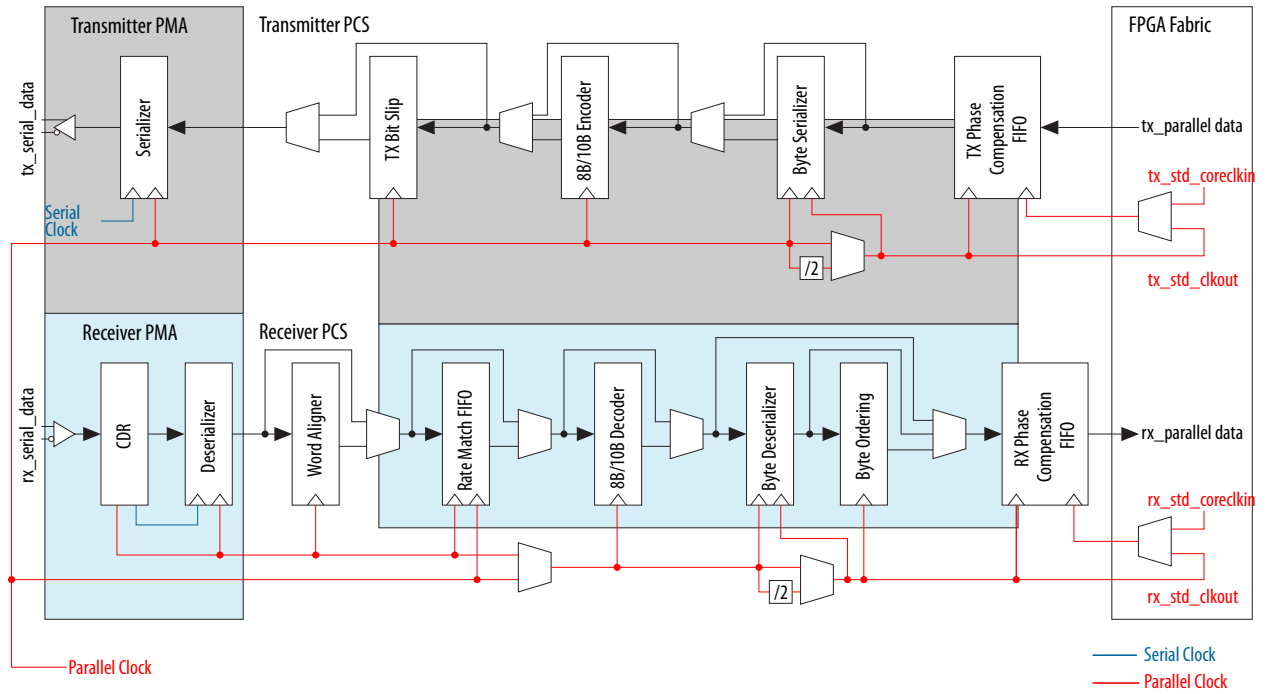 Transmitter PMA
Transmitter PCS
FPGA Fabric
tx_serial_data
Serializer
TX Bit Slip
8B/10B Encoder
Byte Serializer
TX Phase
Compensation
FIFO
tx_parallel data
tx_std_coreclkin
Serial
Clock
/2
tx_std_clkout
Receiver PMA
Receiver PCS
rx_serial_data
CDR
Deserializer
Word Aligner
Rate Match FIFO
8B/10B Decoder
Byte Deserializer
Byte Ordering
RX Phase
Compensation
FIFO
rx_parallel data
rx_std_coreclkin
/2
rx_std_clkout
Parallel Clock
Serial Clock
Parallel Clock